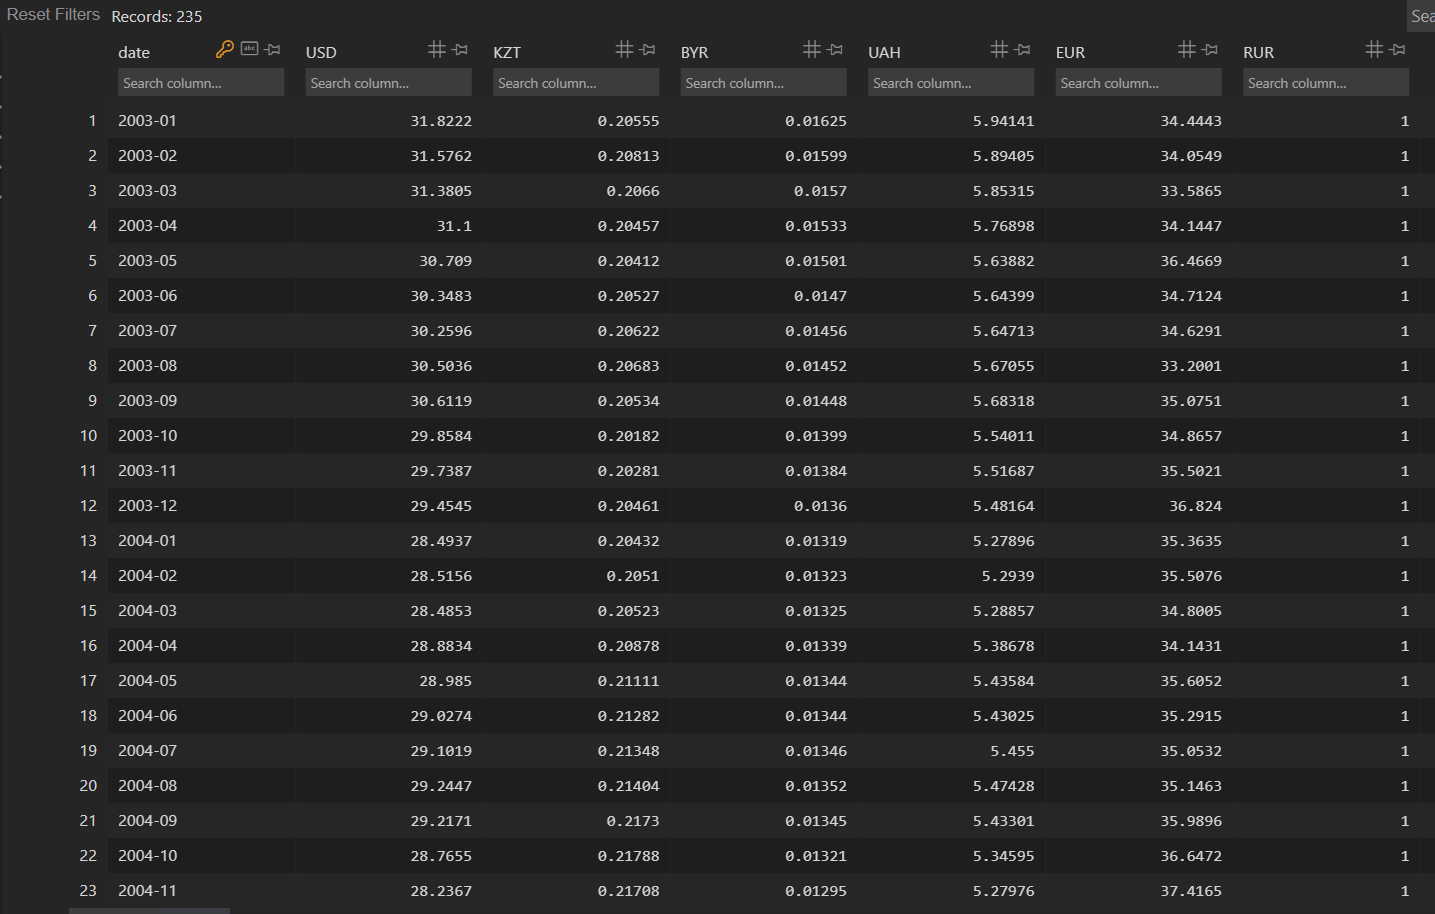 Reset Filters Records: 235 Sea
date abc USD KZT BYR UAH EUR RUR
Search column... Search column... Search column... Search column... Search column... Search column... Search column...
1 2003-01 31.8222 0.20555 0.01625 5.94141 34.4443 1
2 2003-02 31.5762 0.20813 0.01599 5.89405 34.0549 1
3 2003-03 31.3805 0.2066 0.0157 5.85315 33.5865 1
4 2003-04 31.1 0.20457 0.01533 5.76898 34.1447 1
5 2003-05 30.709 0.20412 0.01501 5.63882 36.4669 1
6 2003-06 30.3483 0.20527 0.0147 5.64399 34.7124 1
7 2003-07 30.2596 0.20622 0.01456 5.64713 34.6291 1
8 2003-08 30.5036 0.20683 0.01452 5.67055 33.2001 1
9 2003-09 30.6119 0.20534 0.01448 5.68318 35.0751 1
10 2003-10 29.8584 0.20182 0.01399 5.54011 34.8657 1
11 2003-11 29.7387 0.20281 0.01384 5.51687 35.5021 1
12 2003-12 29.4545 0.20461 0.0136 5.48164 36.824 1
13 2004-01 28.4937 0.20432 0.01319 5.27896 35.3635 1
14 2004-02 28.5156 0.2051 0.01323 5.2939 35.5076 1
15 2004-03 28.4853 0.20523 0.01325 5.28857 34.8005 1
16 2004-04 28.8834 0.20878 0.01339 5.38678 34.1431 1
17 2004-05 28.985 0.21111 0.01344 5.43584 35.6052 1
18 2004-06 29.0274 0.21282 0.01344 5.43025 35.2915 1
19 2004-07 29.1019 0.21348 0.01346 5.455 35.0532 1
20 2004-08 29.2447 0.21404 0.01352 5.47428 35.1463 1
21 2004-09 29.2171 0.2173 0.01345 5.43301 35.9896 1
22 2004-10 28.7655 0.21788 0.01321 5.34595 36.6472 1
23 2004-11 28.2367 0.21708 0.01295 5.27976 37.4165 1